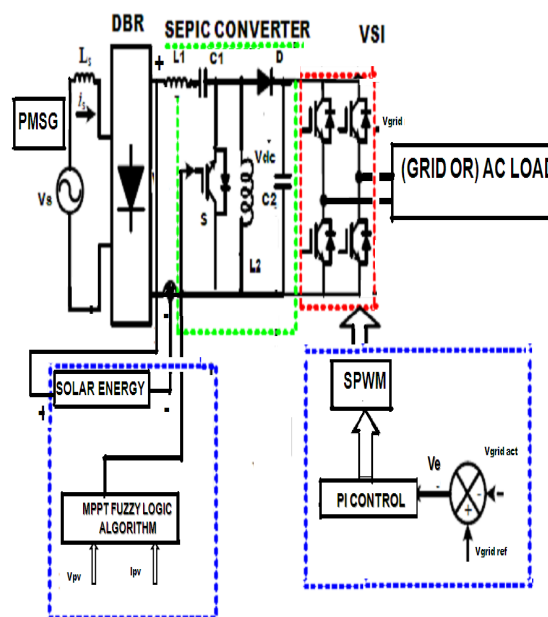 DBR
SEPIC CONVERTER
VSI
L1
C1
D
Ls
is
+
PMSG
Vgrid
Vdc
(GRID OR) AC LOAD
Vs
S
C2
L2
-
-
SOLAR ENERGY
+
-
SPWM
MPPT FUZZY LOGIC
ALGORITHM
PI CONTROL
Ve
Vgrid act
-
+
Vgrid ref
Vpv
Ipv